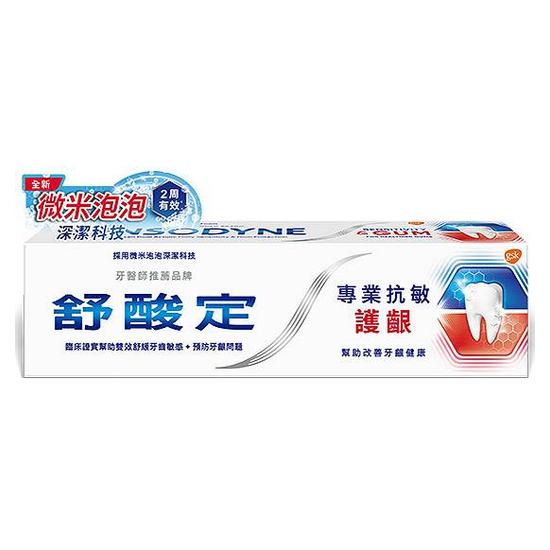 全新
微米泡泡
深潔科技
2周
有效
SENSITIVITY
& GUM
gsk
採用微米泡泡深潔科技
牙醫師推薦品牌
舒酸定
臨床證實幫助雙效舒緩牙齒敏感+預防牙齦問題
專業抗敏
護齦
幫助改善牙齦健康